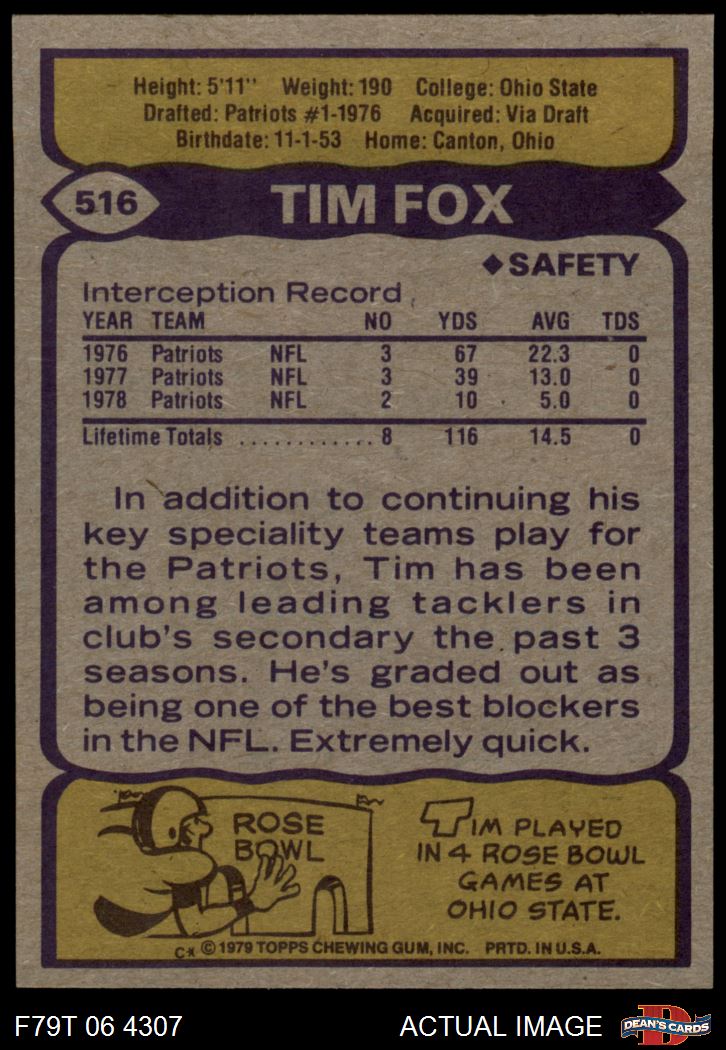 Height: 5'11" Weight: 190 College: Ohio State
Drafted: Patriots #1-1976 Acquired: Via Draft
Birthdate: 11-1-53 Home: Canton, Ohio
516 TIM FOX
◆SAFETY
Interception Record
YEAR TEAM NO YDS AVG TDS
1976 Patriots NFL 3 67 22.3 0
1977 Patriots NFL 3 39 13.0 0
1978 Patriots NFL 2 10 5.0 0
Lifetime Totals ............ 8 116 14.5 0
In addition to continuing his
key speciality teams play for
the Patriots, Tim has been
among leading tacklers in
club's secondary the past 3
seasons. He's graded out as
being one of the best blockers
in the NFL. Extremely quick.
ROSE
BOWL
TIM PLAYED
IN 4 ROSE BOWL
GAMES AT
OHIO STATE.
C* © 1979 TOPPS CHEWING GUM, INC. PRTD. IN U.S.A.
F79T 06 4307 ACTUAL IMAGE D DEAN'S CARDS